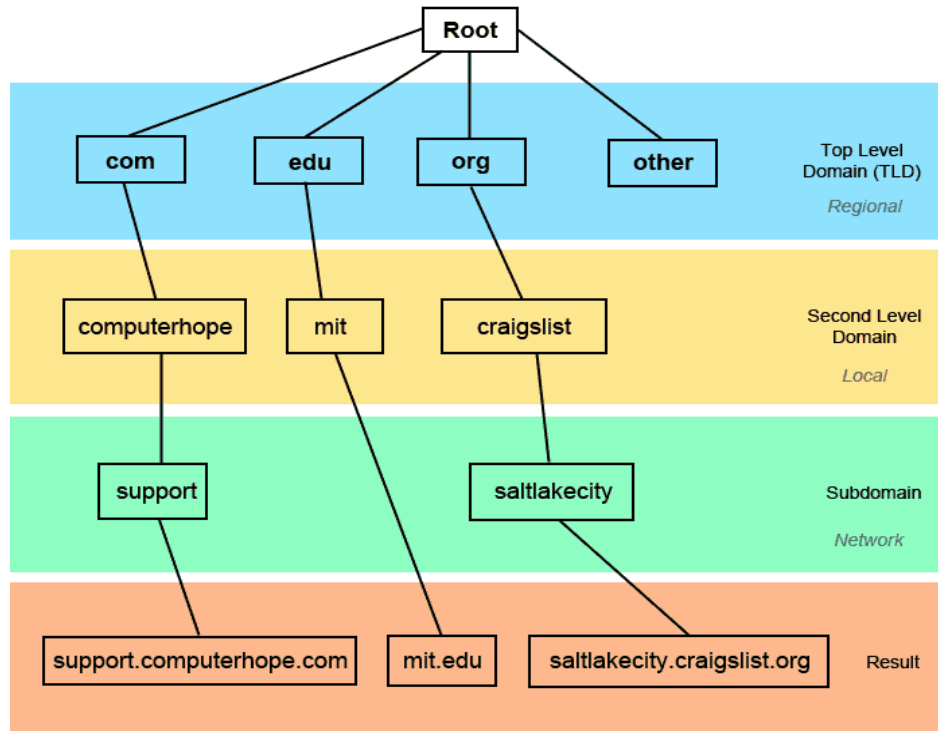 Root
com
edu
org
other
Top Level
Domain (TLD)
Regional
computerhope
mit
craigslist
Second Level
Domain
Local
support
saltlakecity
Subdomain
Network
support.computerhope.com
mit.edu
saltlakecity.craigslist.org
Result